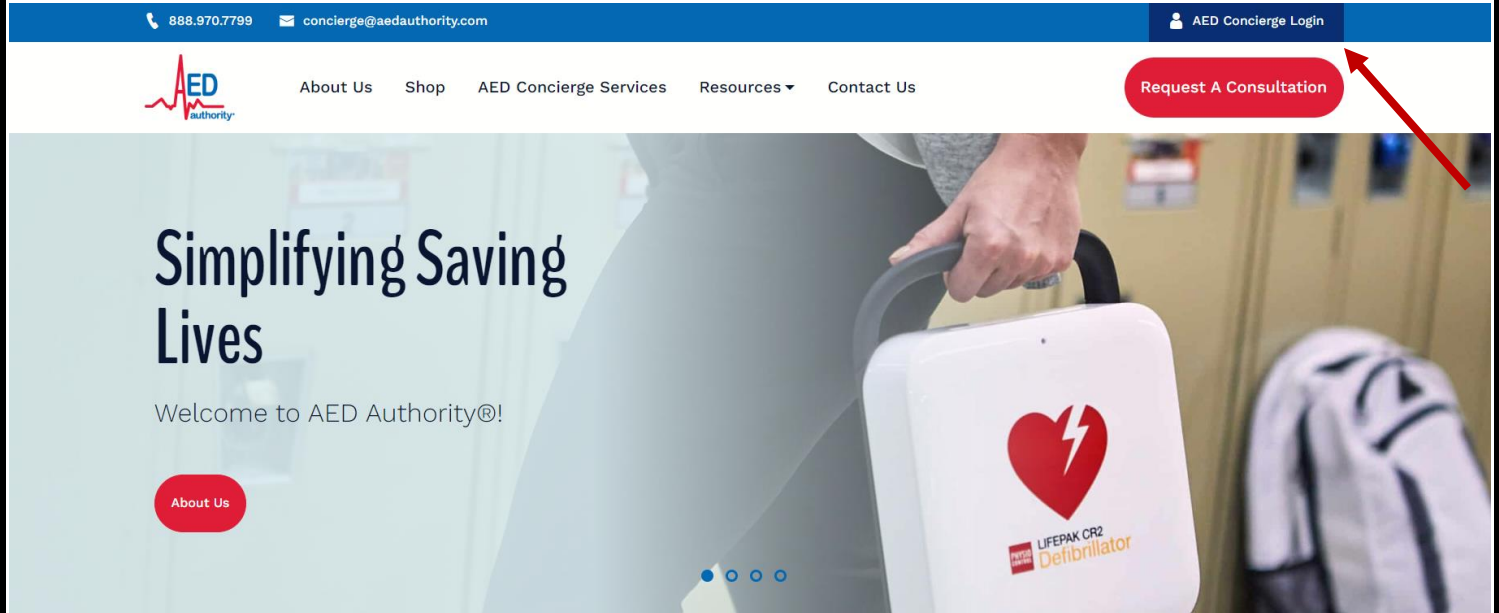 888.970.7799
concierge@aedauthority.com
AED Concierge Login
AED
authority
About Us
Shop
AED Concierge Services
Resources
Contact Us
Request A Consultation
Simplifying Saving
Lives
Welcome to AED Authority®!
About Us
LIFEPAK CR2
PHYSIO
CONTROL
Defibrillator